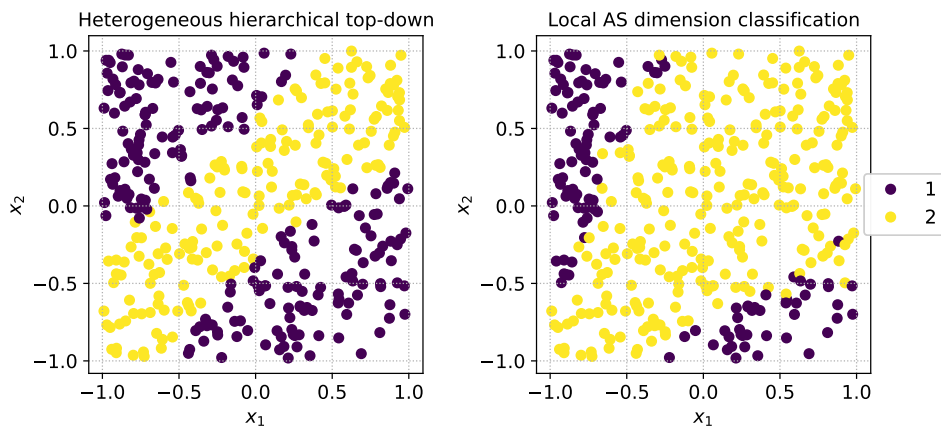 Heterogeneous hierarchical top-down
Local AS dimension classification
1.0
0.5
0.0
−0.5
−1.0
x₂
−1.0 −0.5 0.0 0.5 1.0
x₁
1.0
0.5
0.0
−0.5
−1.0
x₂
−1.0 −0.5 0.0 0.5 1.0
x₁
1
2